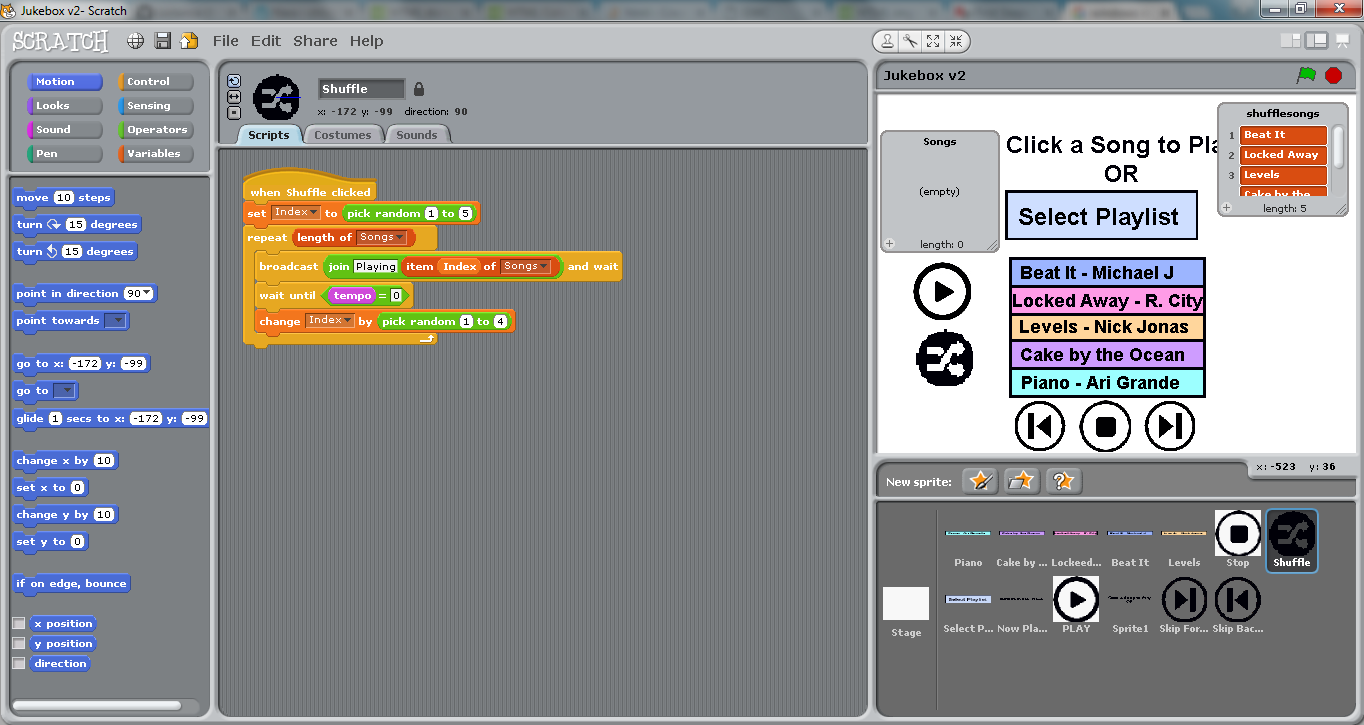 Jukebox v2- Scratch
SCRATCH File Edit Share Help
Motion Control
Looks Sensing
Sound Operators
Pen Variables
move 10 steps
turn 15 degrees
turn 15 degrees
point in direction 90
point towards
go to x: -172 y: -99
go to
glide 1 secs to x: -172 y: -99
change x by 10
set x to 0
change y by 10
set y to 0
if on edge, bounce
x position
y position
direction
Shuffle
x: -172 y: -99 direction: 90
Scripts Costumes Sounds
when Shuffle clicked
set Index to pick random 1 to 5
repeat length of Songs
broadcast join Playing item Index of Songs and wait
wait until tempo = 0
change Index by pick random 1 to 4
Jukebox v2
Songs
(empty)
+ length: 0
Click a Song to Pla
OR
Select Playlist
shufflesongs
1 Beat It
2 Locked Away
3 Levels
Cake by the
+ length: 5
Beat It - Michael J
Locked Away - R. City
Levels - Nick Jonas
Cake by the Ocean
Piano - Ari Grande
x: -523 y: 36
New sprite:
Piano Cake by ... Lockeed... Beat It Levels Stop Shuffle
Stage
Select P... Now Pla... PLAY Sprite1 Skip For... Skip Bac...